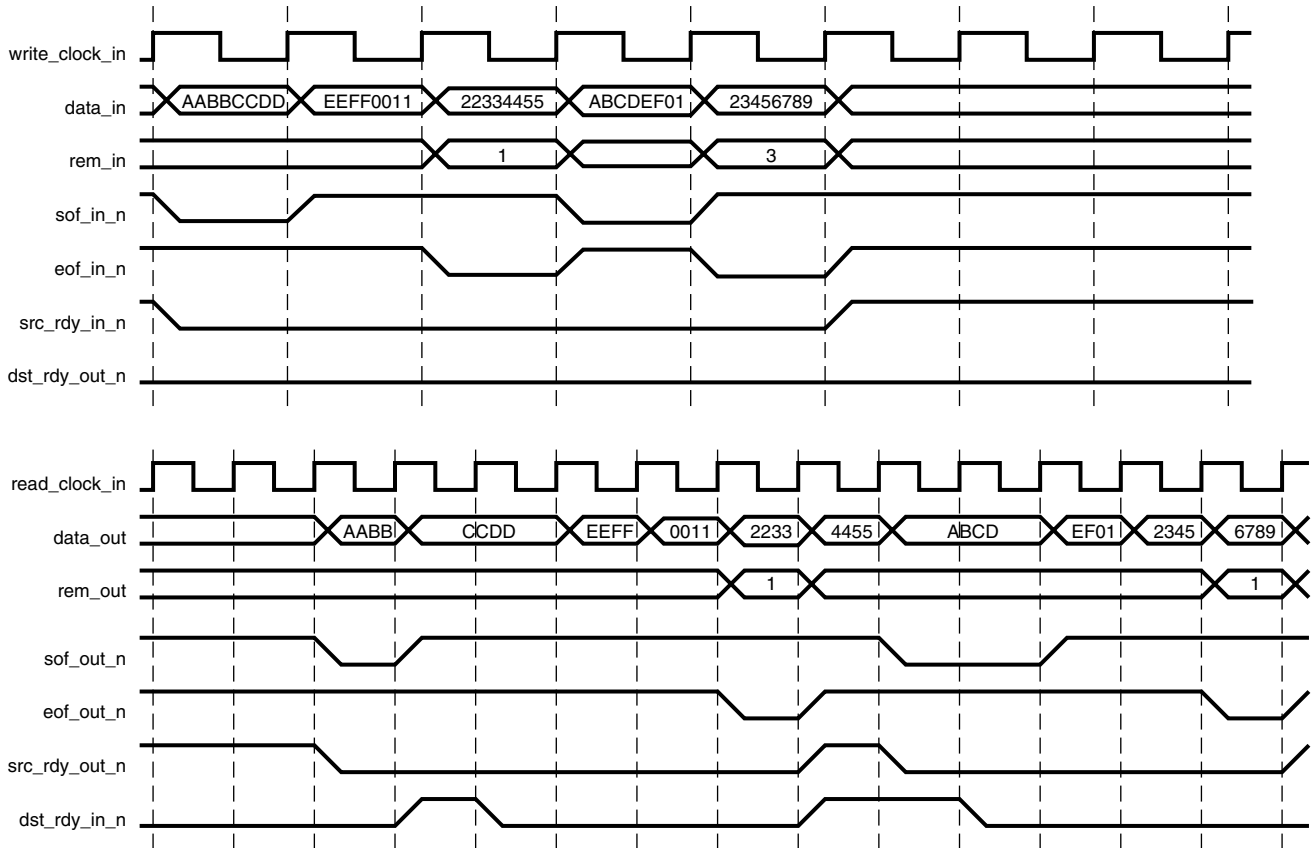 write_clock_in
data_in AABBCCDD EEFF0011 22334455 ABCDEF01 23456789
rem_in 1 3
sof_in_n
eof_in_n
src_rdy_in_n
dst_rdy_out_n
read_clock_in
data_out AABB CCDD EEFF 0011 2233 4455 ABCD EF01 2345 6789
rem_out 1 1
sof_out_n
eof_out_n
src_rdy_out_n
dst_rdy_in_n